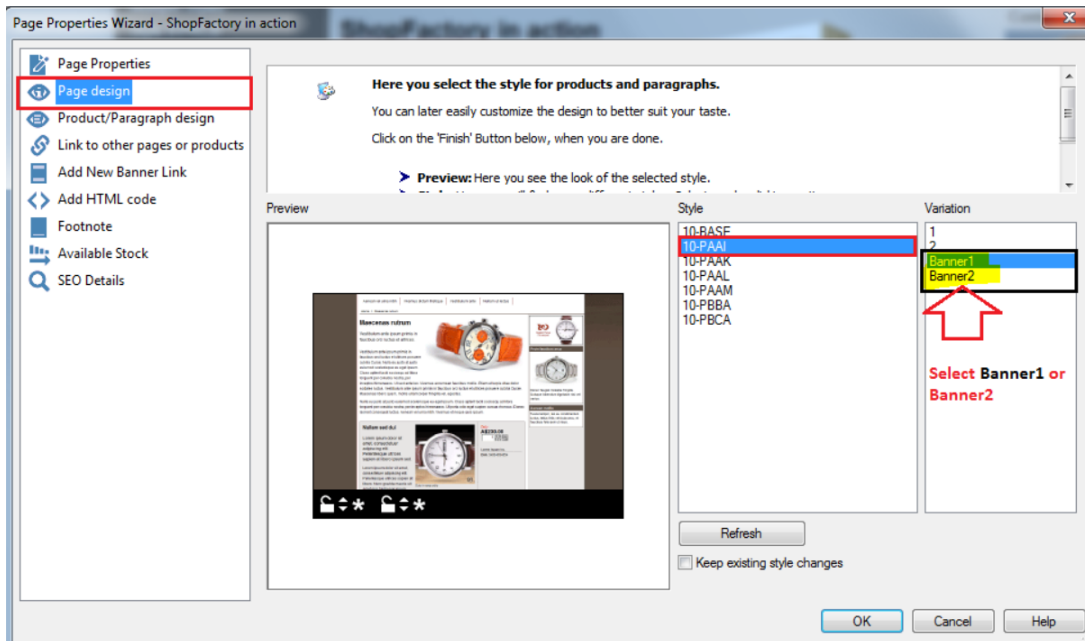 Page Properties Wizard - ShopFactory in action
Page Properties
Page design
Product/Paragraph design
Link to other pages or products
Add New Banner Link
Add HTML code
Footnote
Available Stock
SEO Details
Here you select the style for products and paragraphs.
You can later easily customize the design to better suit your taste.
Click on the 'Finish' Button below, when you are done.
Preview: Here you see the look of the selected style.
Preview
Maecenas rutrum
Nullam sed dui
Style
10-BASE
10-PAAI
10-PAAK
10-PAAL
10-PAAM
10-PBBA
10-PBCA
Variation
1
2
Banner1
Banner2
Select Banner1 or
Banner2
Refresh
Keep existing style changes
OK
Cancel
Help